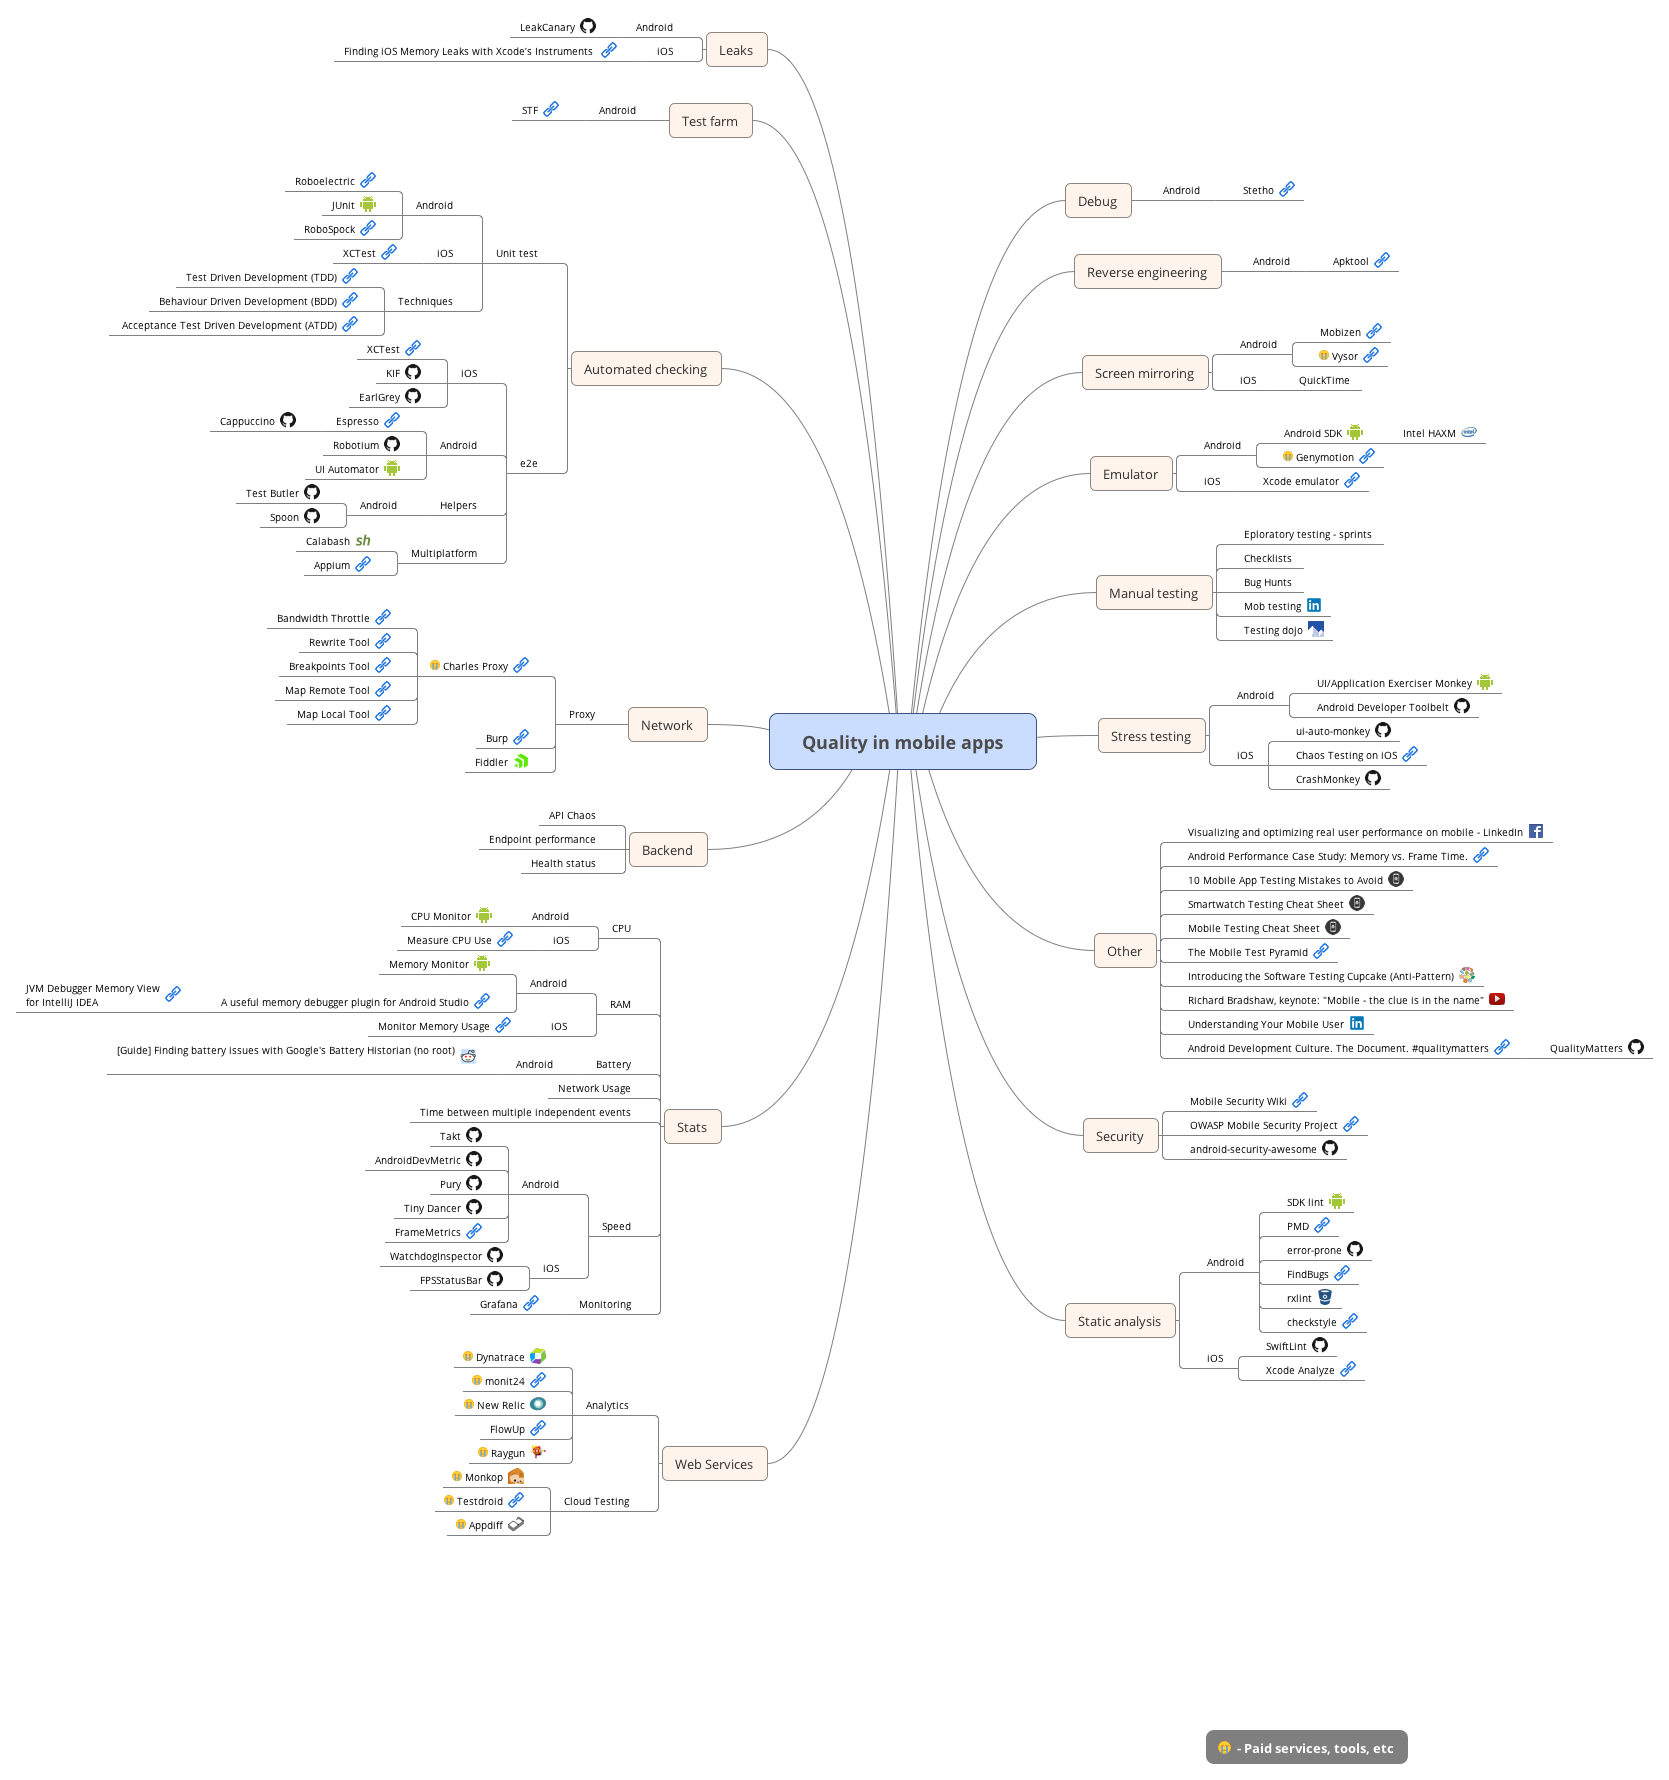 Quality in mobile apps
Leaks
Android
LeakCanary
iOS
Finding iOS Memory Leaks with Xcode's Instruments
Test farm
Android
STF
Automated checking
Unit test
Android
Roboelectric
JUnit
RoboSpock
iOS
XCTest
Techniques
Test Driven Development (TDD)
Behaviour Driven Development (BDD)
Acceptance Test Driven Development (ATDD)
e2e
iOS
XCTest
KIF
EarlGrey
Android
Espresso
Cappuccino
Robotium
UI Automator
Helpers
Android
Test Butler
Spoon
Multiplatform
Calabash
sh
Appium
Network
Proxy
Charles Proxy
Bandwidth Throttle
Rewrite Tool
Breakpoints Tool
Map Remote Tool
Map Local Tool
Burp
Fiddler
Backend
API Chaos
Endpoint performance
Health status
Stats
CPU
Android
CPU Monitor
iOS
Measure CPU Use
RAM
Android
Memory Monitor
A useful memory debugger plugin for Android Studio
JVM Debugger Memory View
for IntelliJ IDEA
iOS
Monitor Memory Usage
Battery
Android
[Guide] Finding battery issues with Google's Battery Historian (no root)
Network Usage
Time between multiple independent events
Speed
Android
Takt
AndroidDevMetric
Pury
Tiny Dancer
FrameMetrics
iOS
WatchdogInspector
FPSStatusBar
Monitoring
Grafana
Web Services
Analytics
Dynatrace
monit24
New Relic
FlowUp
Raygun
Cloud Testing
Monkop
Testdroid
Appdiff
Debug
Android
Stetho
Reverse engineering
Android
Apktool
Screen mirroring
Android
Mobizen
Vysor
iOS
QuickTime
Emulator
Android
Android SDK
Intel HAXM
intel
Genymotion
iOS
Xcode emulator
Manual testing
Eploratory testing - sprints
Checklists
Bug Hunts
Mob testing
in
Testing dojo
Stress testing
Android
UI/Application Exerciser Monkey
Android Developer Toolbelt
iOS
ui-auto-monkey
Chaos Testing on iOS
CrashMonkey
Other
Visualizing and optimizing real user performance on mobile - LinkedIn
f
Android Performance Case Study: Memory vs. Frame Time.
10 Mobile App Testing Mistakes to Avoid
Smartwatch Testing Cheat Sheet
Mobile Testing Cheat Sheet
The Mobile Test Pyramid
Introducing the Software Testing Cupcake (Anti-Pattern)
Richard Bradshaw, keynote: "Mobile - the clue is in the name"
Understanding Your Mobile User
in
Android Development Culture. The Document. #qualitymatters
QualityMatters
Security
Mobile Security Wiki
OWASP Mobile Security Project
android-security-awesome
Static analysis
Android
SDK lint
PMD
error-prone
FindBugs
rxlint
checkstyle
iOS
SwiftLint
Xcode Analyze
- Paid services, tools, etc